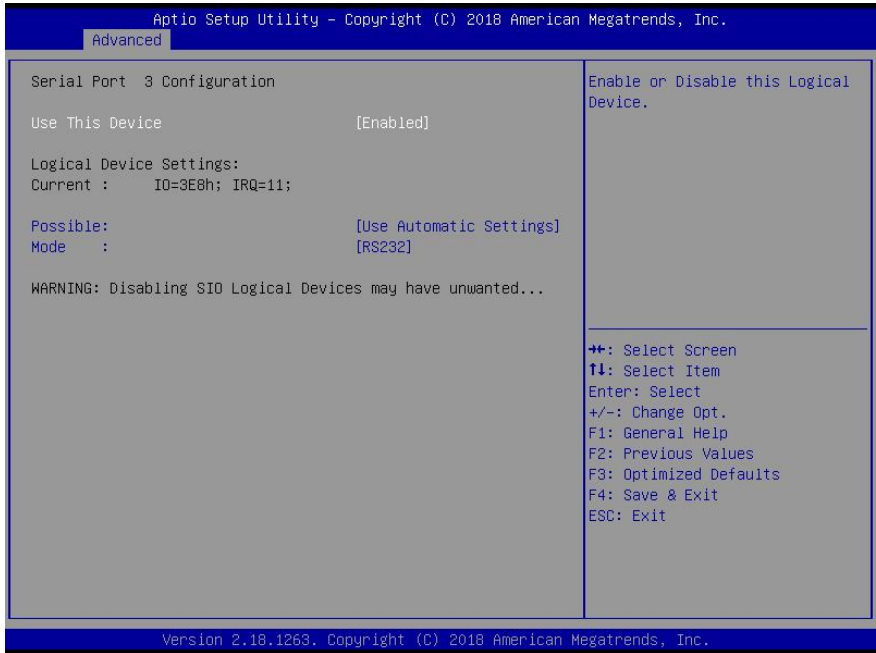 Aptio Setup Utility – Copyright (C) 2018 American Megatrends, Inc.
Advanced
Serial Port 3 Configuration
Use This Device [Enabled]
Logical Device Settings:
Current : IO=3E8h; IRQ=11;
Possible: [Use Automatic Settings]
Mode : [RS232]
WARNING: Disabling SIO Logical Devices may have unwanted...
Enable or Disable this Logical
Device.
→←: Select Screen
↑↓: Select Item
Enter: Select
+/-: Change Opt.
F1: General Help
F2: Previous Values
F3: Optimized Defaults
F4: Save & Exit
ESC: Exit
Version 2.18.1263. Copyright (C) 2018 American Megatrends, Inc.